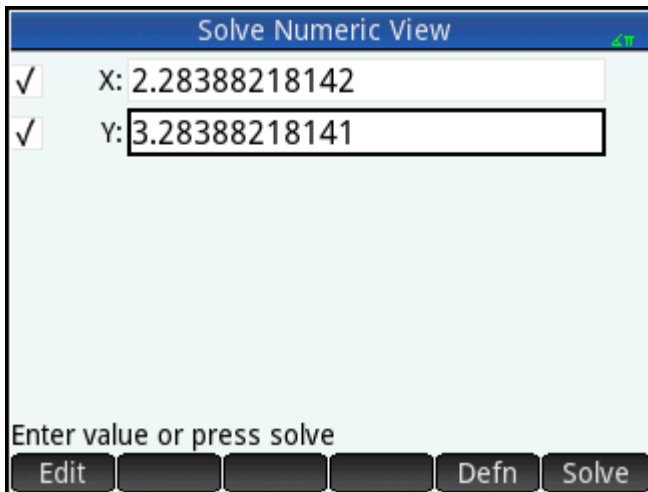 Solve Numeric View
∡π
√ X: 2.28388218142
√ Y: 3.28388218141
Enter value or press solve
Edit Defn Solve